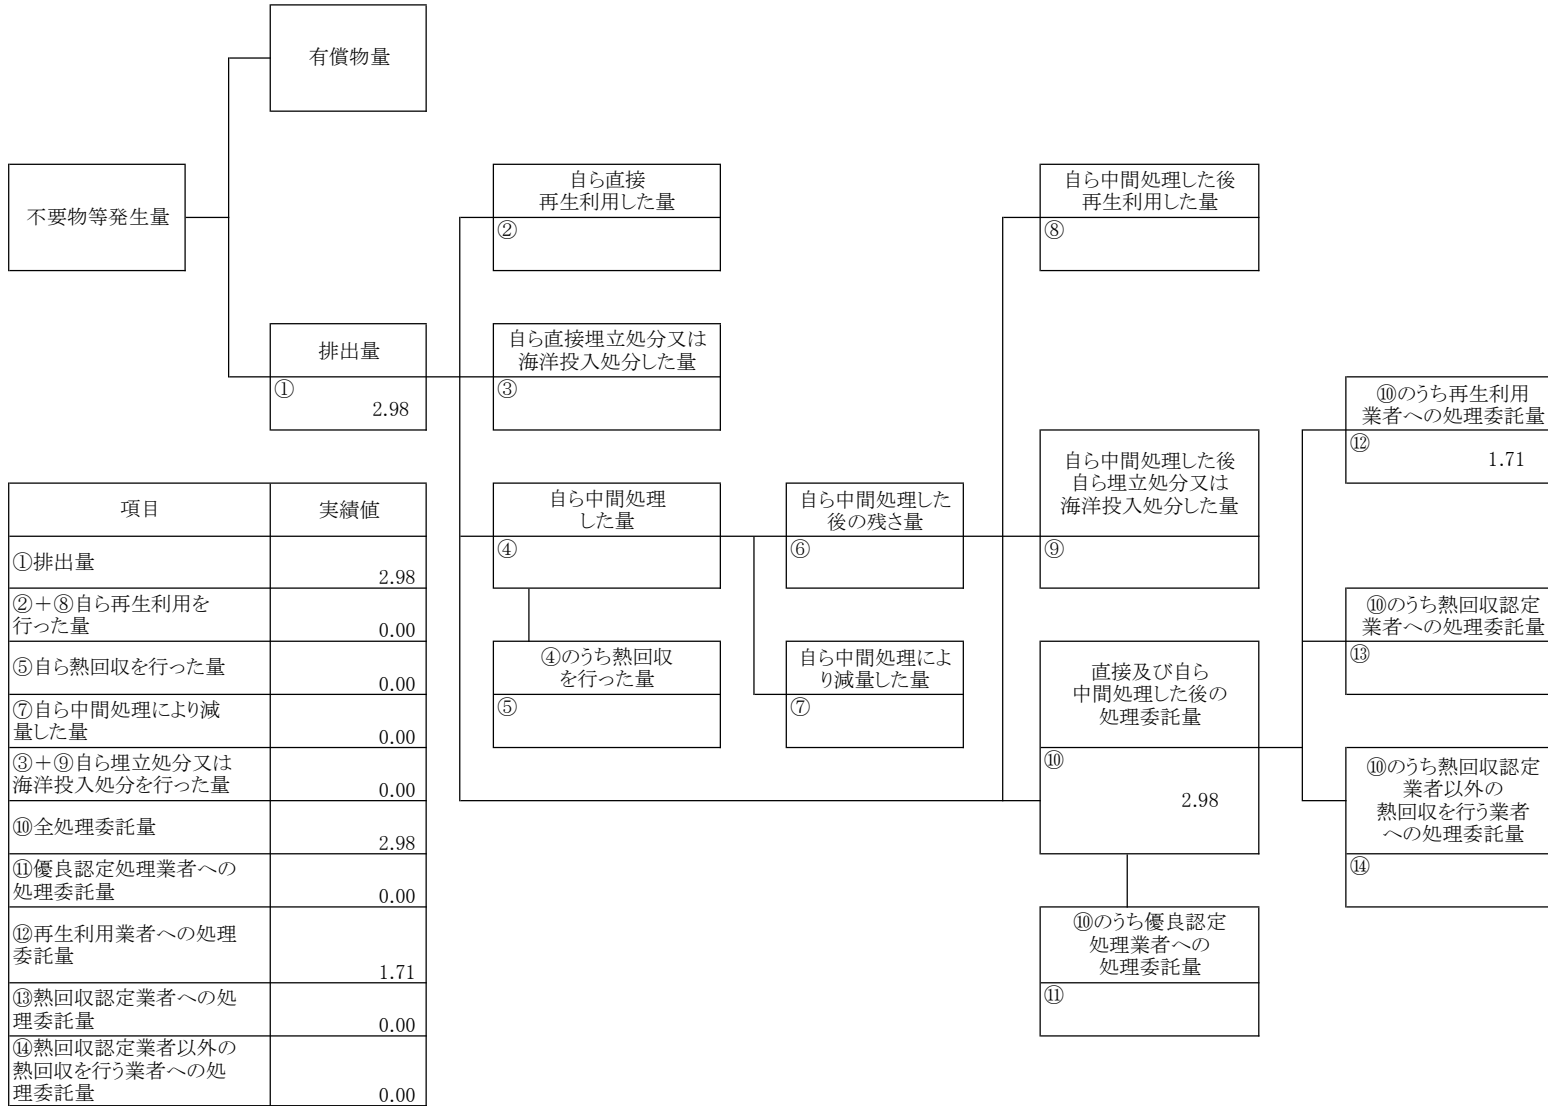 有償物量
不要物等発生量
自ら直接
再生利用した量
②
自ら中間処理した後
再生利用した量
⑧
排出量
①
2.98
自ら直接埋立処分又は
海洋投入処分した量
③
⑩のうち再生利用
業者への処理委託量
⑫
1.71
自ら中間処理した後
自ら埋立処分又は
海洋投入処分した量
⑨
自ら中間処理
した量
④
自ら中間処理した
後の残さ量
⑥
⑩のうち熱回収認定
業者への処理委託量
⑬
④のうち熱回収
を行った量
⑤
自ら中間処理によ
り減量した量
⑦
直接及び自ら
中間処理した後の
処理委託量
⑩
2.98
⑩のうち熱回収認定
業者以外の
熱回収を行う業者
への処理委託量
⑭
⑩のうち優良認定
処理業者への
処理委託量
⑪
項目 実績値
①排出量
2.98
②+⑧自ら再生利用を
行った量
0.00
⑤自ら熱回収を行った量
0.00
⑦自ら中間処理により減
量した量
0.00
③+⑨自ら埋立処分又は
海洋投入処分を行った量
0.00
⑩全処理委託量
2.98
⑪優良認定処理業者への
処理委託量
0.00
⑫再生利用業者への処理
委託量
1.71
⑬熱回収認定業者への処
理委託量
0.00
⑭熱回収認定業者以外の
熱回収を行う業者への処
理委託量
0.00